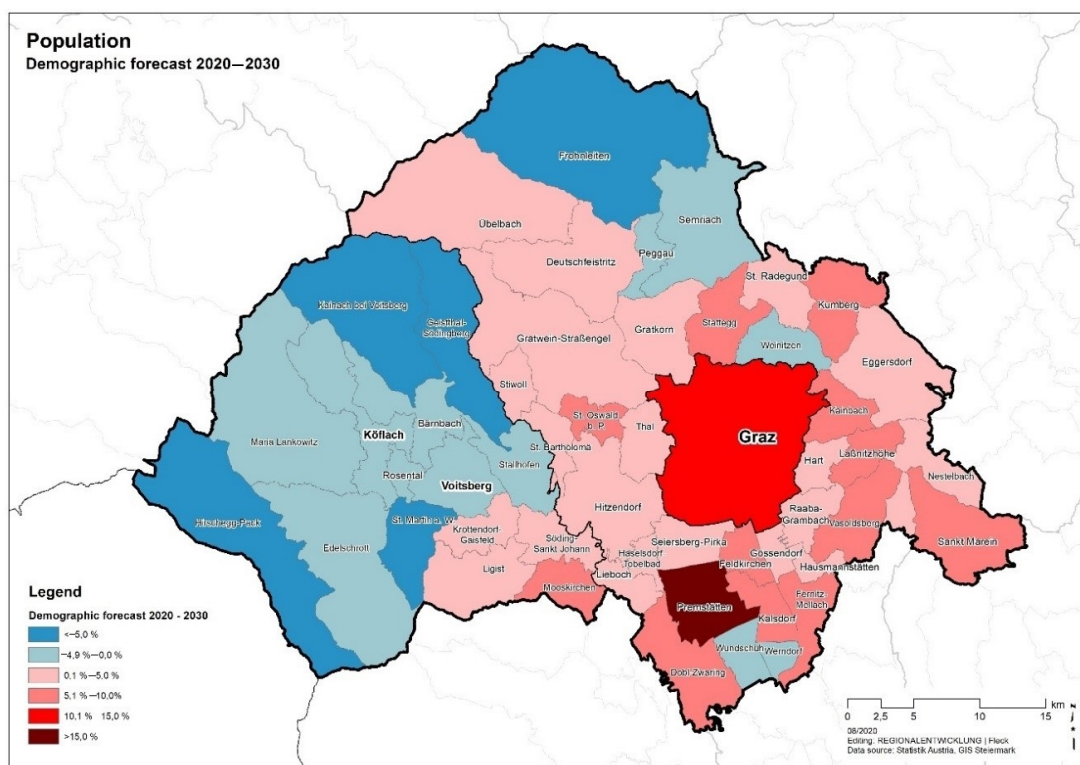 Population
Demographic forecast 2020—2030
Frohnleiten
Übelbach
Semriach
Peggau
Deutschfeistritz
St. Radegund
Kainach bei Voitsberg
Kumberg
Geistthal-
Södingberg
Stattegg
Gratkorn
Gratwein-Straßengel
Weinitzen
Eggersdorf
Stiwoll
Kainbach
St. Oswald
b. P.
Bärnbach
Thal
Köflach
Graz
Maria Lankowitz
St. Bartholomä
Laßnitzhöhe
Hart
Stallhofen
Rosental
Nestelbach
Voitsberg
Hitzendorf
Raaba-
Grambach
Hirschegg-Pack
St. Martin a. W.
Vasoldsberg
Krottendorf-
Gaisfeld
Söding-
Sankt Johann
Seiersberg-Pirka
Sankt Marein
Edelschrott
Haselsdorf
Tobelbad
Gössendorf
Feldkirchen
Hausmannstätten
Ligist
Lieboch
Mooskirchen
Fernitz-
Mellach
Premstätten
Kalsdorf
Wundschuh
Werndorf
Dobl-Zwaring
Legend
Demographic forecast 2020 - 2030
<–5,0 %
–4,9 %—0,0 %
0,1 %—5,0 %
5,1 %—10,0%
10,1 % 15,0 %
>15,0 %
km
0 2,5 5 10 15
08/2020
Editing: REGIONALENTWICKLUNG | Fleck
Data source: Statistik Austria, GIS Steiermark